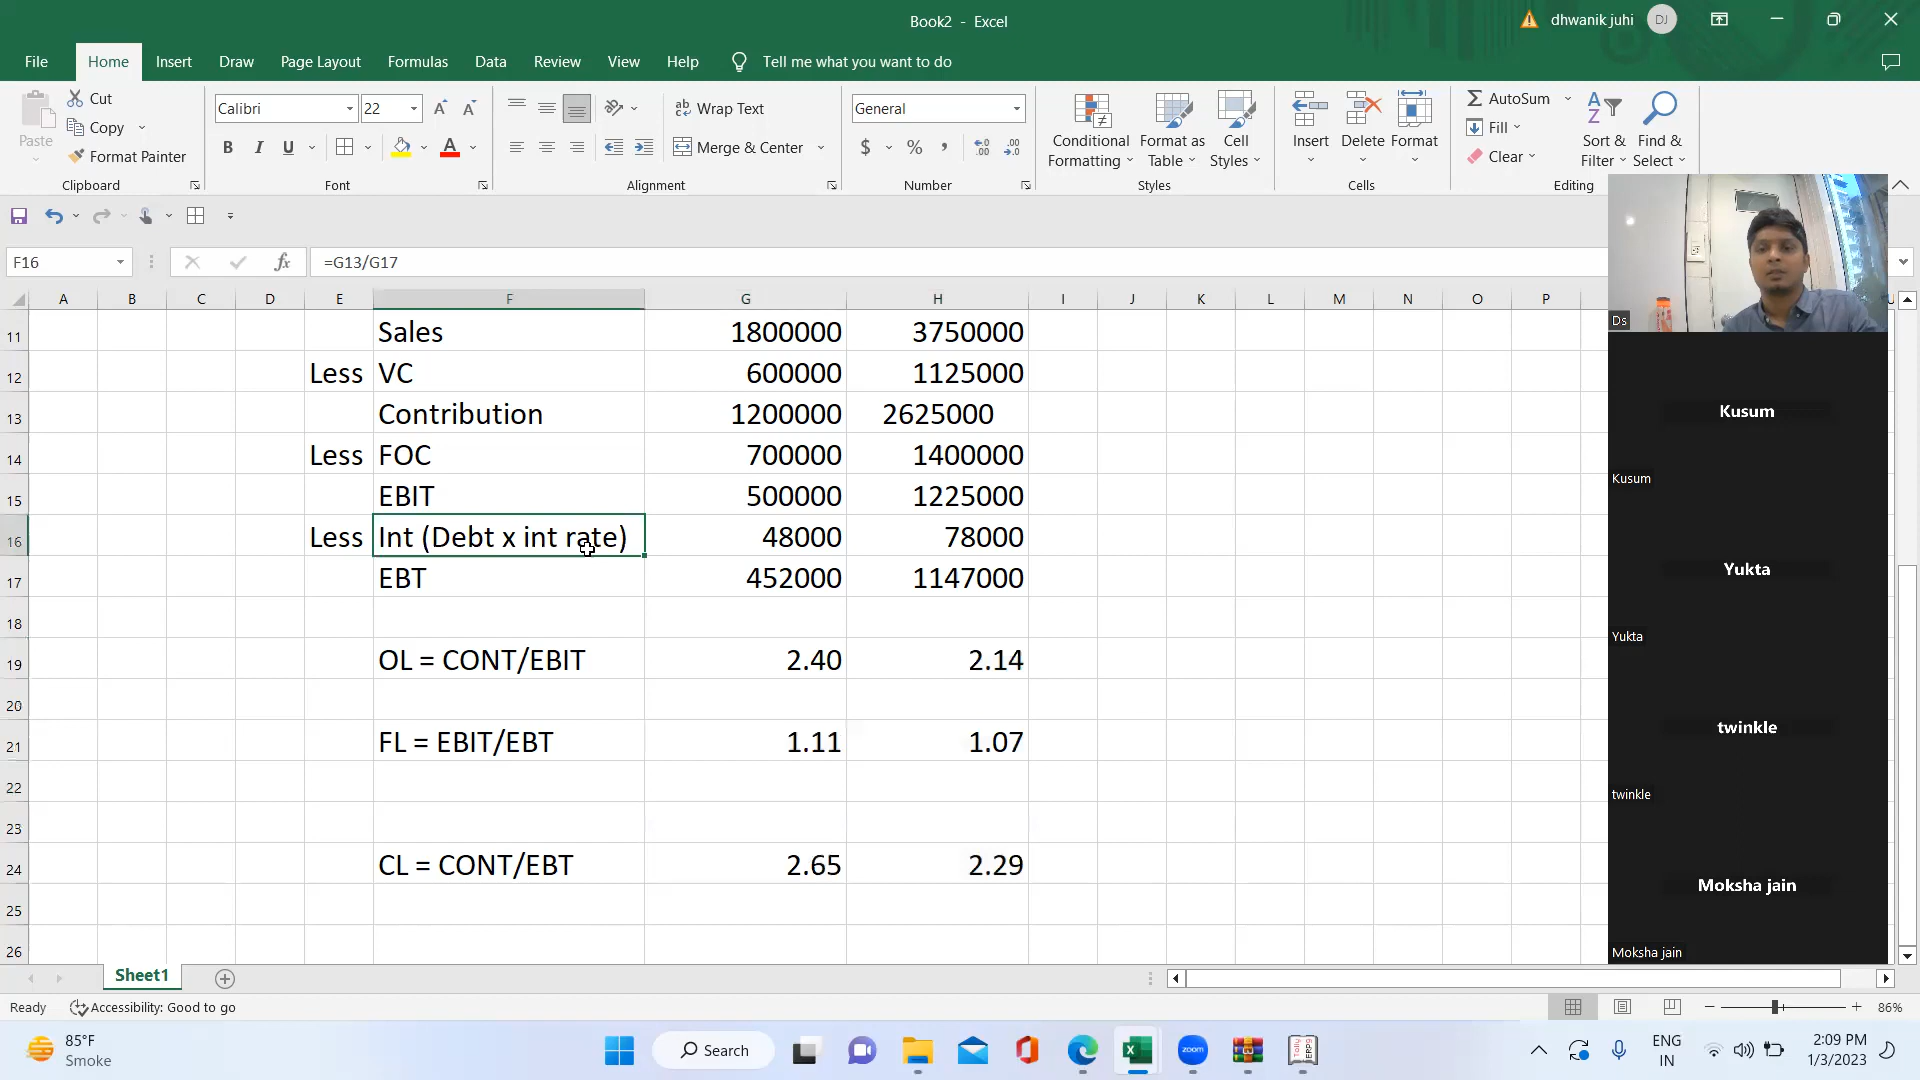 Book2 - Excel
dhwanik juhi
DJ
File
Home
Insert
Draw
Page Layout
Formulas
Data
Review
View
Help
Tell me what you want to do
Paste
Cut
Copy
Format Painter
Clipboard
Calibri
22
B I U
Font
Wrap Text
Merge & Center
Alignment
General
$ % ,
Number
Conditional Formatting
Format as Table
Cell Styles
Styles
Insert
Delete
Format
Cells
AutoSum
Fill
Clear
Sort & Filter
Find & Select
Editing
F16
fx
=G13/G17
A B C D E F G H I J K L M N O P
11 Sales 1800000 3750000
12 Less VC 600000 1125000
13 Contribution 1200000 2625000
14 Less FOC 700000 1400000
15 EBIT 500000 1225000
16 Less Int (Debt x int rate) 48000 78000
17 EBT 452000 1147000
18
19 OL = CONT/EBIT 2.40 2.14
20
21 FL = EBIT/EBT 1.11 1.07
22
23
24 CL = CONT/EBT 2.65 2.29
25
26
Ds
Kusum
Kusum
Yukta
Yukta
twinkle
twinkle
Moksha jain
Moksha jain
Sheet1
Ready
Accessibility: Good to go
86%
85°F
Smoke
Search
zoom
ENG
IN
2:09 PM
1/3/2023